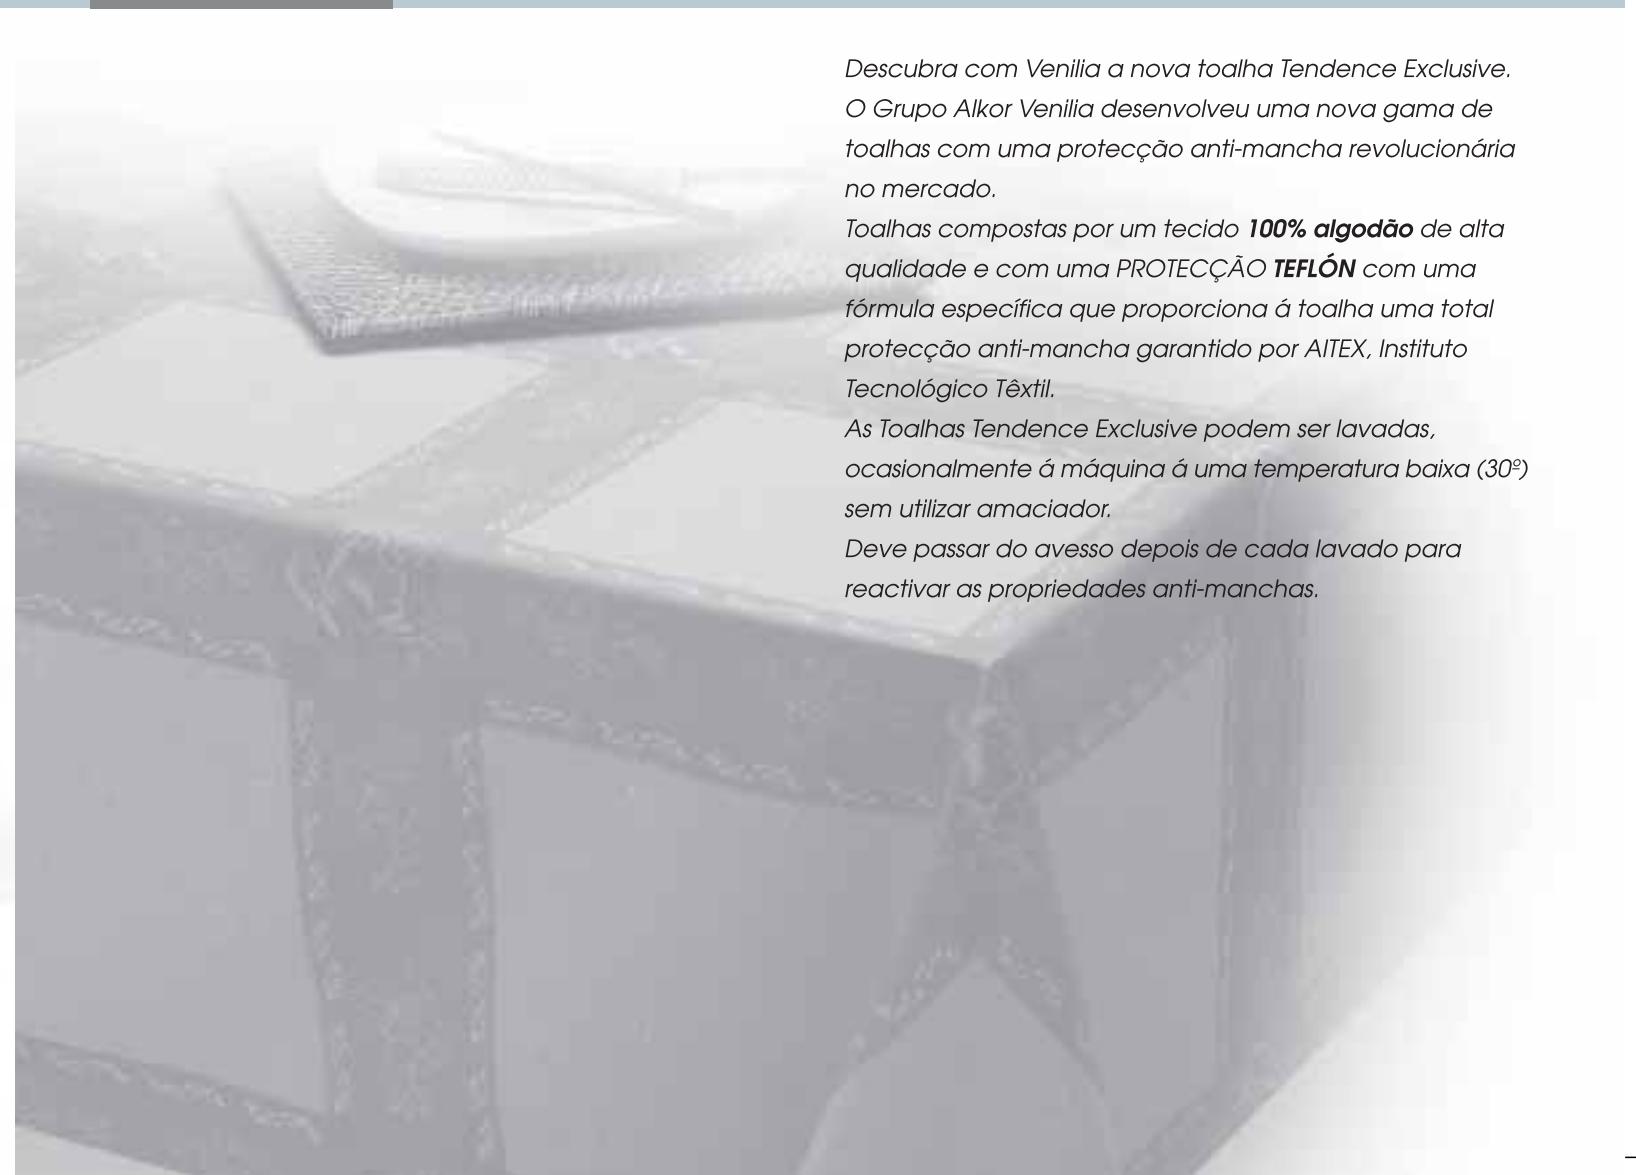 Descubra com Venilia a nova toalha Tendence Exclusive.
O Grupo Alkor Venilia desenvolveu uma nova gama de
toalhas com uma protecção anti-mancha revolucionária
no mercado.
Toalhas compostas por um tecido 100% algodão de alta
qualidade e com uma PROTECÇÃO TEFLÓN com uma
fórmula específica que proporciona á toalha uma total
protecção anti-mancha garantido por AITEX, Instituto
Tecnológico Têxtil.
As Toalhas Tendence Exclusive podem ser lavadas,
ocasionalmente á máquina á uma temperatura baixa (30º)
sem utilizar amaciador.
Deve passar do avesso depois de cada lavado para
reactivar as propriedades anti-manchas.